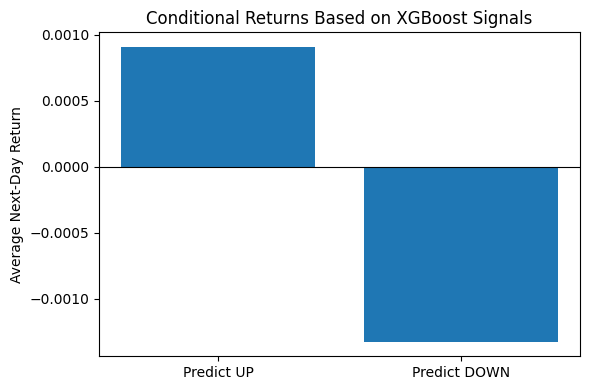 Conditional Returns Based on XGBoost Signals
Average Next-Day Return
0.0010
0.0005
0.0000
−0.0005
−0.0010
Predict UP
Predict DOWN